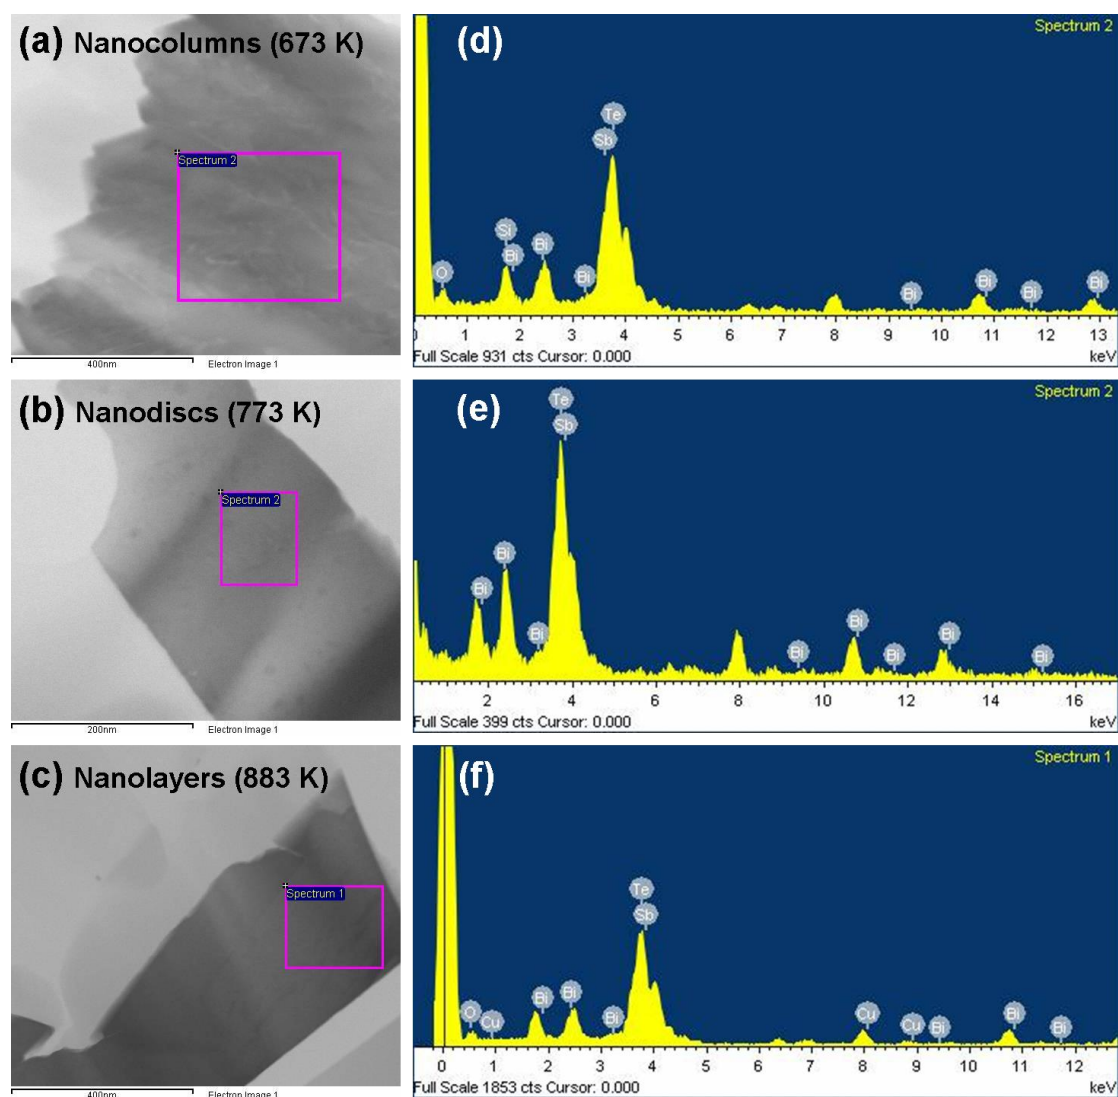 (a) Nanocolumns (673 K)
Spectrum 2
400nm Electron Image 1
(d)
Spectrum 2
Te
Sb
Si
Bi
Bi
O
Bi
Bi
Bi
Bi
Bi
0 1 2 3 4 5 6 7 8 9 10 11 12 13
Full Scale 931 cts Cursor: 0.000 keV
(b) Nanodiscs (773 K)
Spectrum 2
200nm Electron Image 1
(e)
Spectrum 2
Te
Sb
Bi
Bi
Bi
Bi
Bi
Bi
Bi
Bi
2 4 6 8 10 12 14 16
Full Scale 399 cts Cursor: 0.000 keV
(c) Nanolayers (883 K)
Spectrum 1
400nm Electron Image 1
(f)
Spectrum 1
Te
Sb
O
Cu
Bi
Bi
Bi
Cu
Cu
Bi
Bi
Bi
0 1 2 3 4 5 6 7 8 9 10 11 12
Full Scale 1853 cts Cursor: 0.000 keV